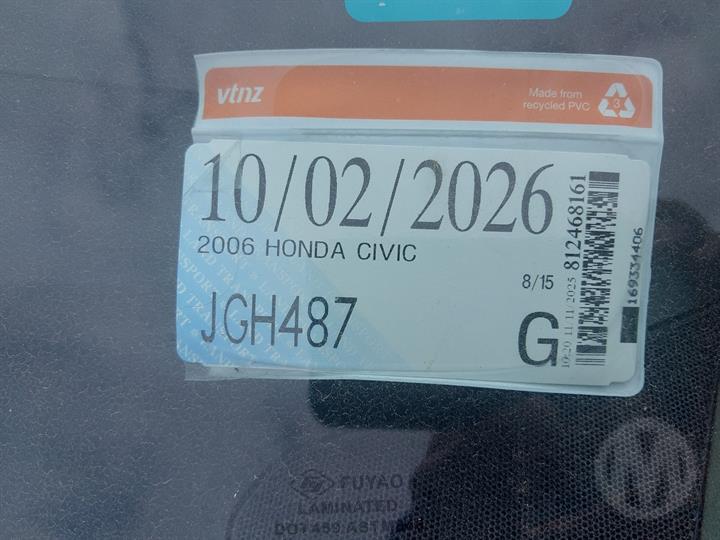 vtnz
Made from
recycled PVC
3
10/02/2026
2006 HONDA CIVIC
8/15
JGH487
G
10:20 11/11/2025 812468161
169334406
FUYAO
LAMINATED
M